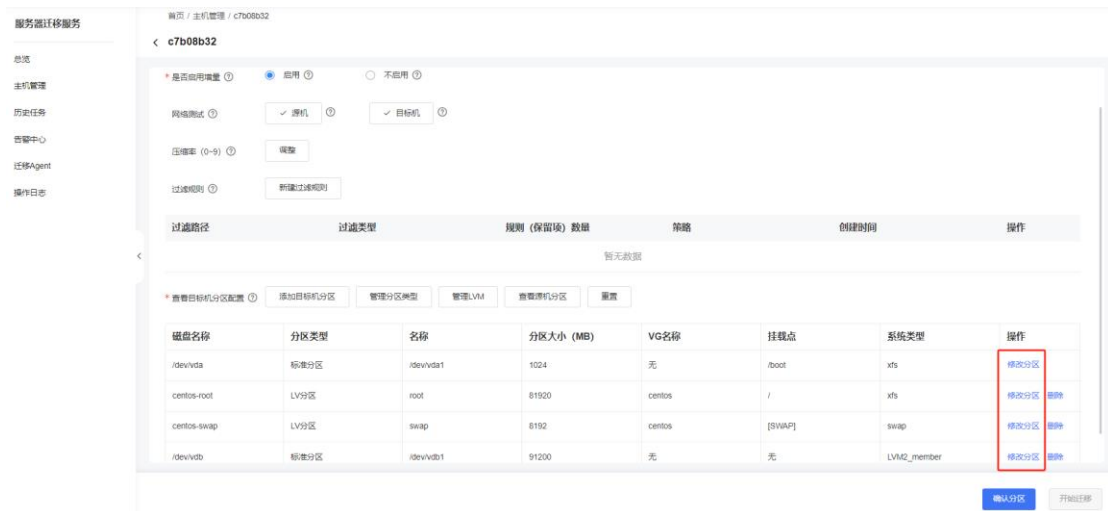 服务器迁移服务
总览
主机管理
历史任务
告警中心
迁移Agent
操作日志
首页 / 主机管理 / c7b08b32
c7b08b32
* 是否启用增量 启用 不启用
网络测试 源机 目标机
压缩率 (0~9) 调整
过滤规则 新建过滤规则
过滤路径 过滤类型 规则 (保留项) 数量 策略 创建时间 操作
暂无数据
* 查看目标机分区配置 添加目标机分区 管理分区类型 管理LVM 查看源机分区 重置
磁盘名称 分区类型 名称 分区大小 (MB) VG名称 挂载点 系统类型 操作
/dev/vda 标准分区 /dev/vda1 1024 无 /boot xfs 修改分区
centos-root LV分区 root 81920 centos / xfs 修改分区 删除
centos-swap LV分区 swap 8192 centos [SWAP] swap 修改分区 删除
/dev/vdb 标准分区 /dev/vdb1 91200 无 无 LVM2_member 修改分区 删除
确认分区 开始迁移